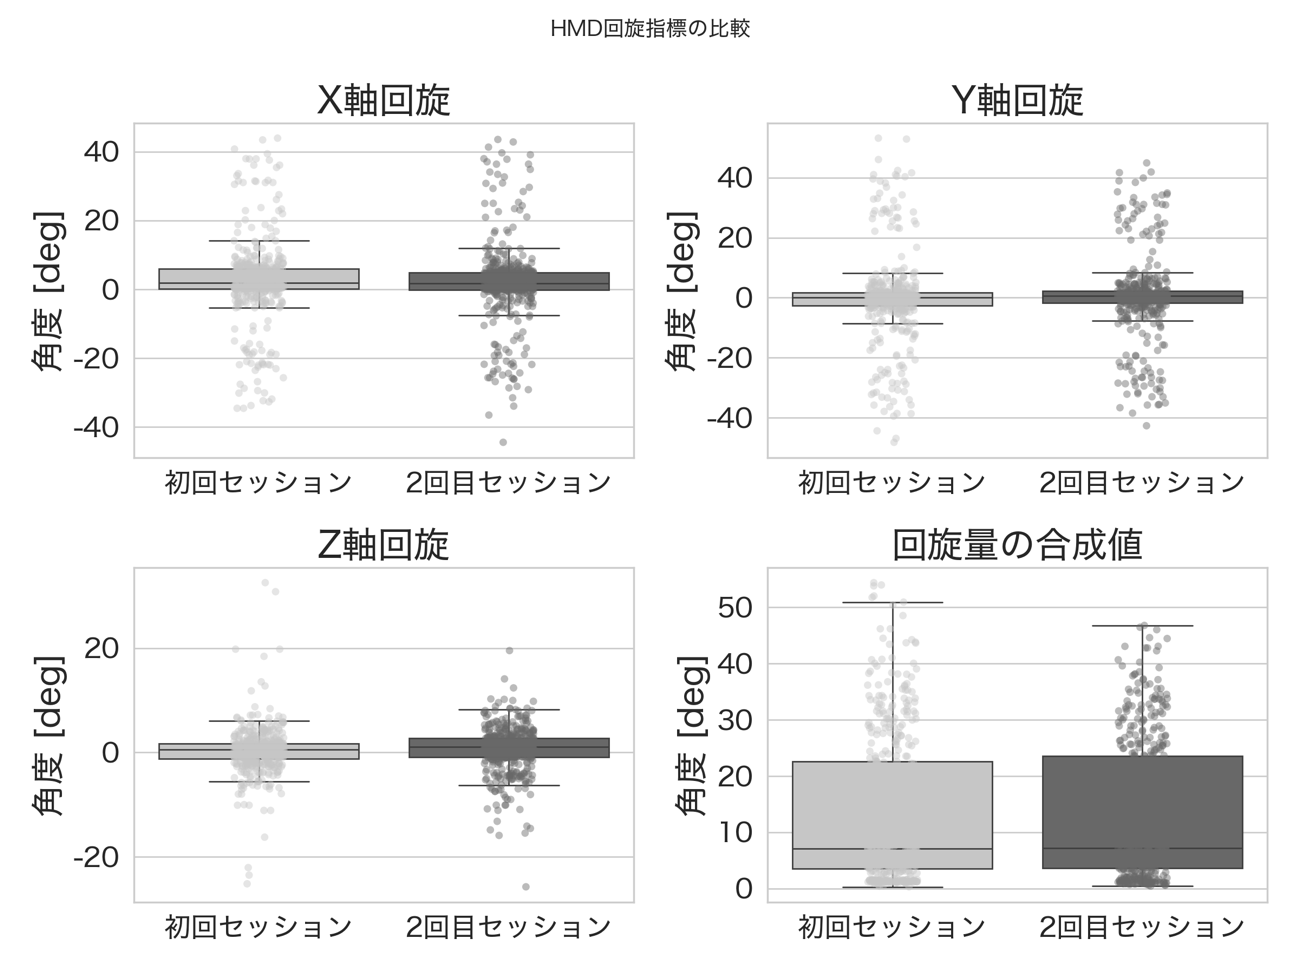 HMD回旋指標の比較
X軸回旋
角度 [deg]
40
20
0
-20
-40
初回セッション
2回目セッション
Y軸回旋
角度 [deg]
40
20
0
-20
-40
初回セッション
2回目セッション
Z軸回旋
角度 [deg]
20
0
-20
初回セッション
2回目セッション
回旋量の合成値
角度 [deg]
50
40
30
20
10
0
初回セッション
2回目セッション